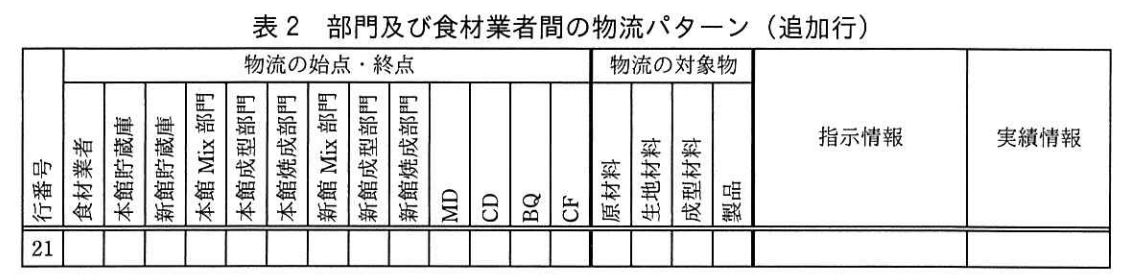 表2 部門及び食材業者間の物流パターン（追加行）
物流の始点・終点 物流の対象物
行番号 食材業者 本館貯蔵庫 新館貯蔵庫 本館 Mix 部門 本館成型部門 本館焼成部門 新館 Mix 部門 新館成型部門 新館焼成部門 MD CD BQ CF 原材料 生地材料 成型材料 製品 指示情報 実績情報
21